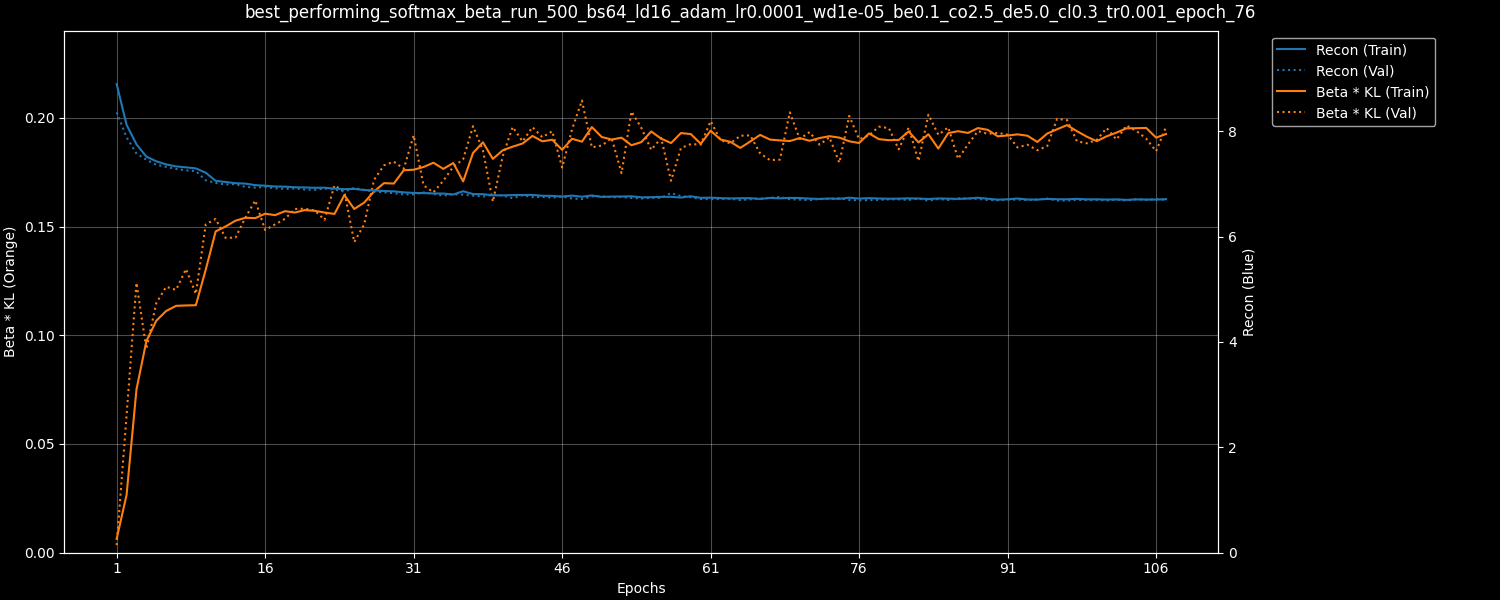 best_performing_softmax_beta_run_500_bs64_ld16_adam_lr0.0001_wd1e-05_be0.1_co2.5_de5.0_cl0.3_tr0.001_epoch_76
Recon (Train)
Recon (Val)
Beta * KL (Train)
Beta * KL (Val)
Beta * KL (Orange)
0.20
0.15
0.10
0.05
0.00
8
6
4
2
0
Recon (Blue)
1 16 31 46 61 76 91 106
Epochs